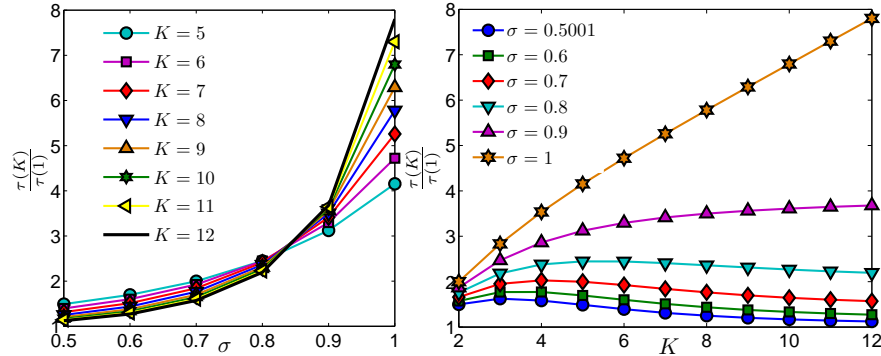 8
7
6
5
4
3
2
1
τ(K)/τ(1)
K = 5
K = 6
K = 7
K = 8
K = 9
K = 10
K = 11
K = 12
0.5 0.6 0.7 0.8 0.9 1
σ
8
7
6
5
4
3
2
1
τ(K)/τ(1)
σ = 0.5001
σ = 0.6
σ = 0.7
σ = 0.8
σ = 0.9
σ = 1
2 4 6 8 10 12
K